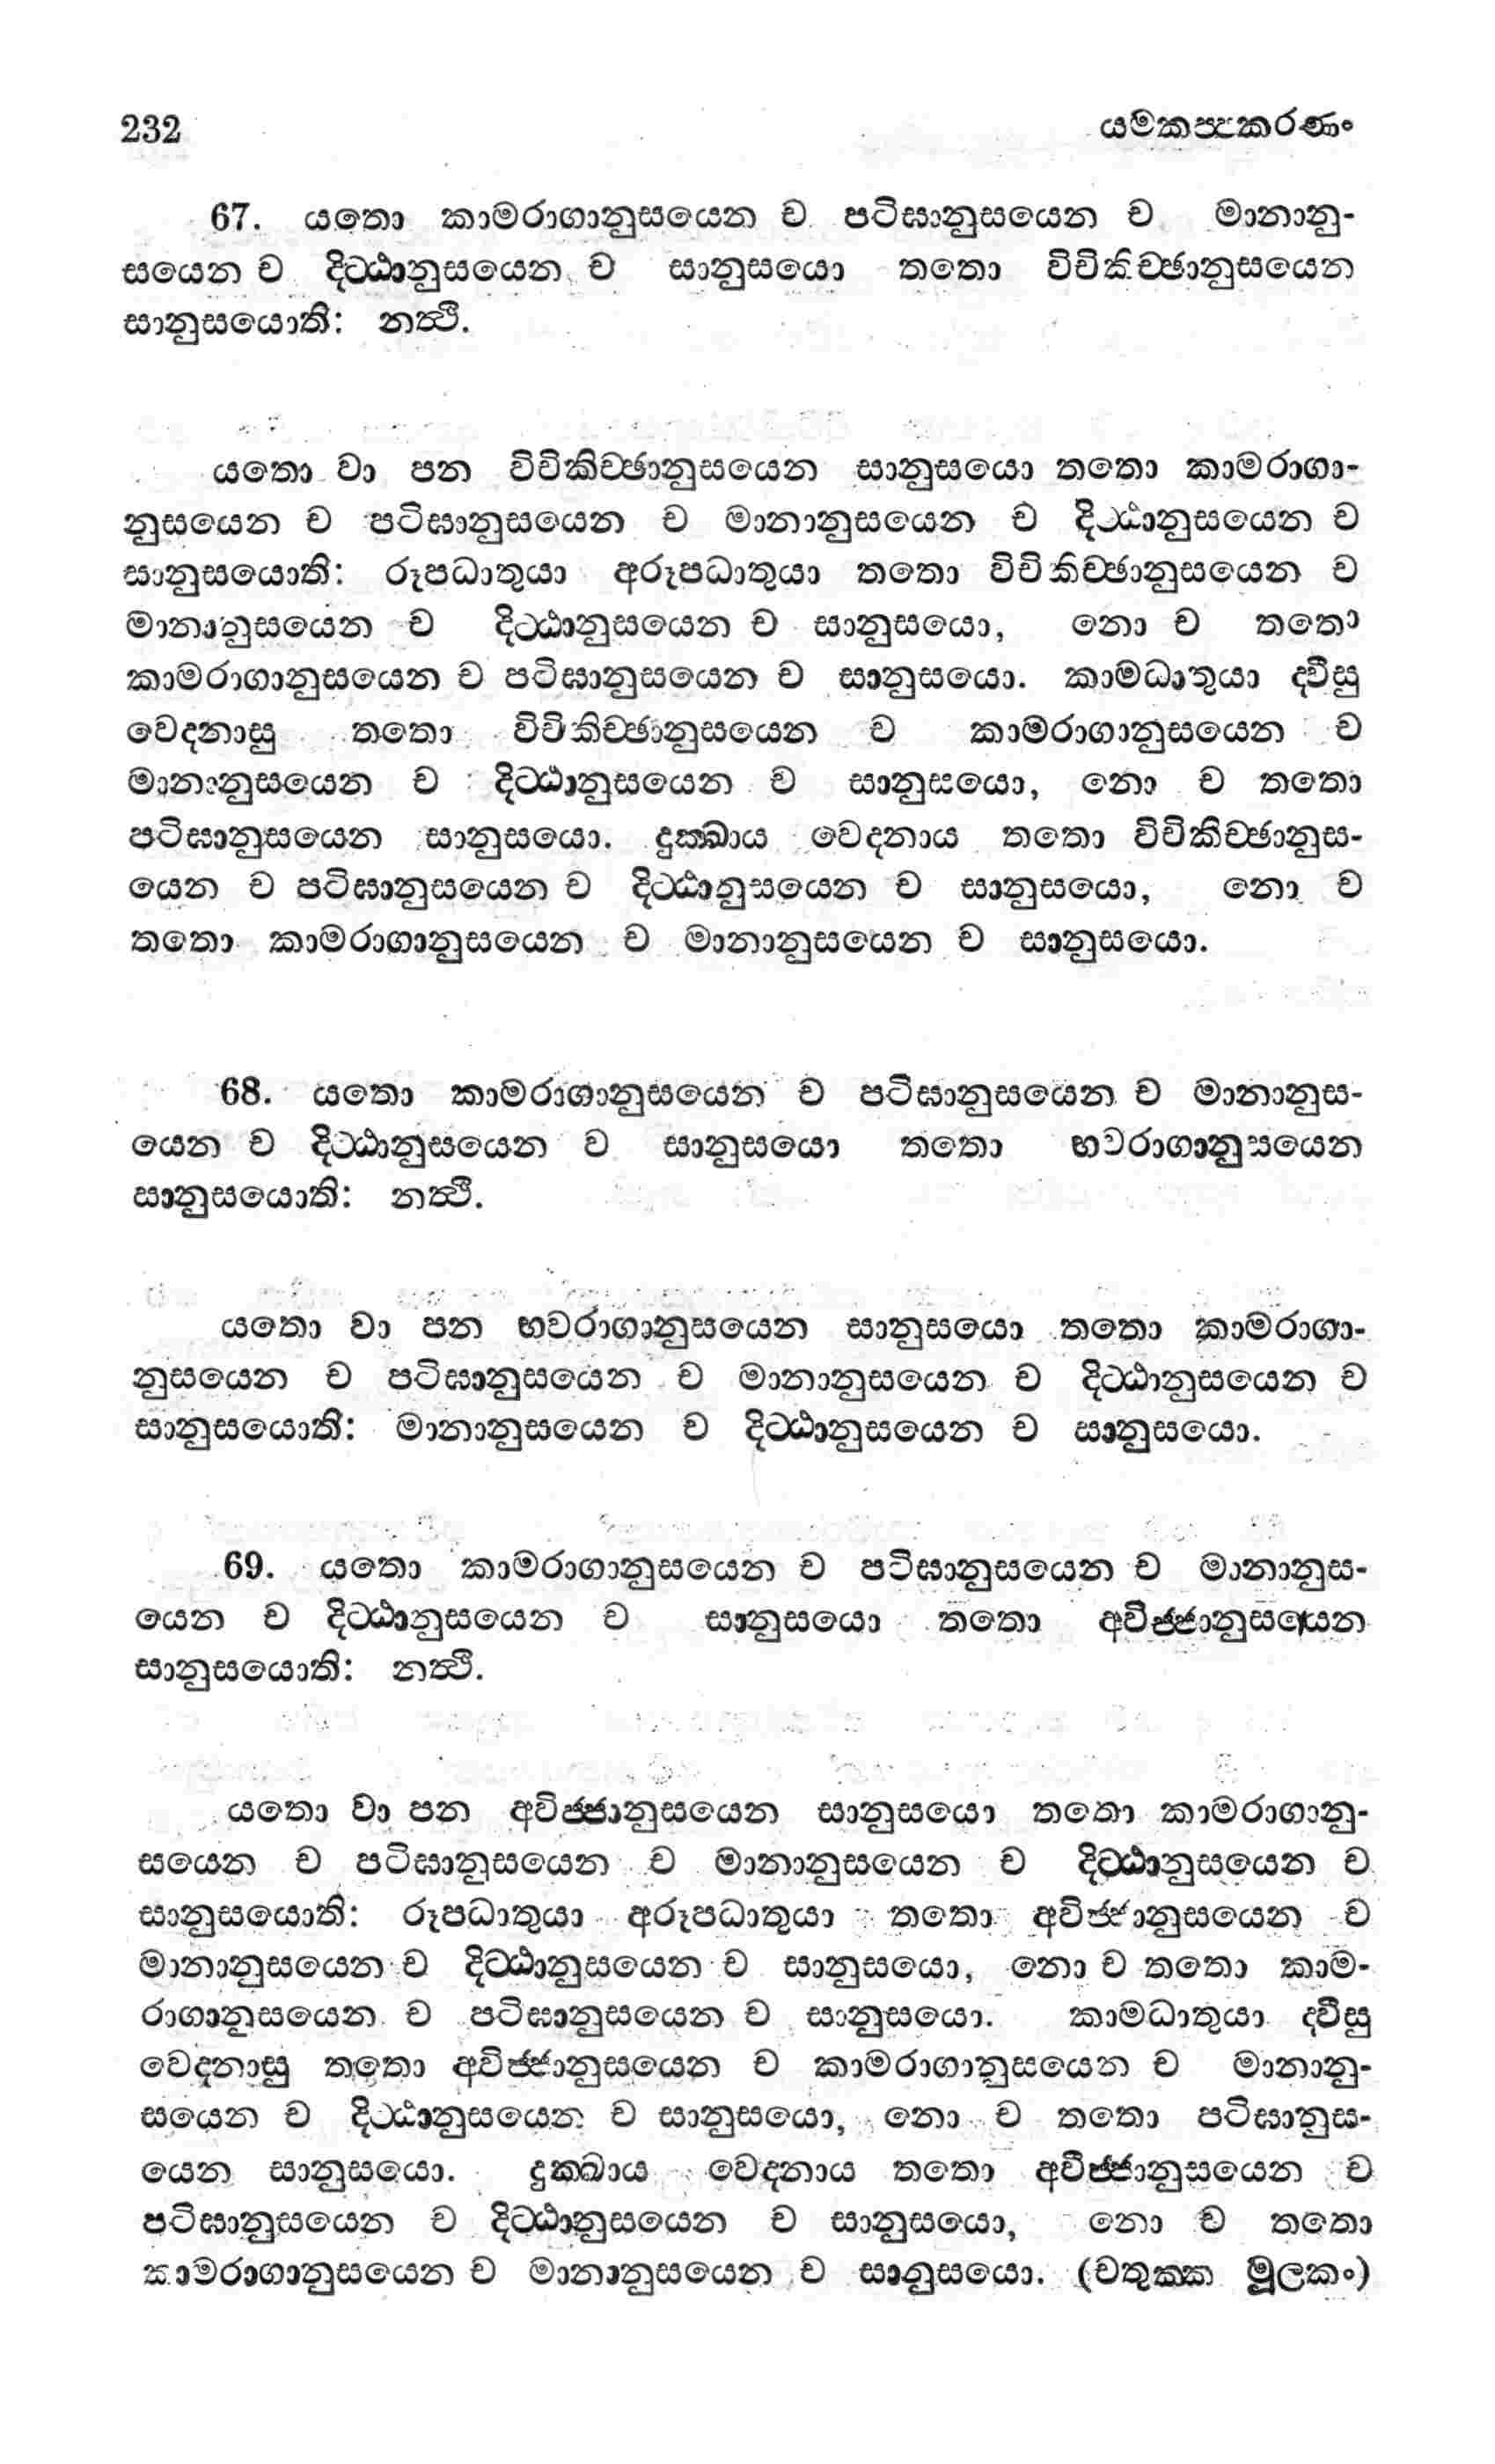 232 යමකප්පකරණං
67. යතො කාමරාගානුසයෙන ච පටිඝානුසයෙන ච මානානු-
සයෙන ච දිට්ඨානුසයෙන ච සානුසයො තතො විචිකිච්ඡානුසයෙන
සානුසයොති: නත්ථි.
යතො වා පන විචිකිච්ඡානුසයෙන සානුසයො තතො කාමරාගා-
නුසයෙන ච පටිඝානුසයෙන ච මානානුසයෙන ච දිට්ඨානුසයෙන ච
සානුසයොති: රූපධාතුයා අරූපධාතුයා තතො විචිකිච්ඡානුසයෙන ච
මානානුසයෙන ච දිට්ඨානුසයෙන ච සානුසයො, නො ච තතො
කාමරාගානුසයෙන ච පටිඝානුසයෙන ච සානුසයො. කාමධාතුයා ද්වීසු
වෙදනාසු තතො විචිකිච්ඡානුසයෙන ච කාමරාගානුසයෙන ච
මානානුසයෙන ච දිට්ඨානුසයෙන ච සානුසයො, නො ච තතො
පටිඝානුසයෙන සානුසයො. දුක්ඛාය වෙදනාය තතො විචිකිච්ඡානුස-
යෙන ච පටිඝානුසයෙන ච දිට්ඨානුසයෙන ච සානුසයො, නො ච
තතො කාමරාගානුසයෙන ච මානානුසයෙන ච සානුසයො.
68. යතො කාමරාගානුසයෙන ච පටිඝානුසයෙන ච මානානුස-
යෙන ච දිට්ඨානුසයෙන ව සානුසයො තතො භවරාගානුසයෙන
සානුසයොති: නත්ථි.
යතො වා පන භවරාගානුසයෙන සානුසයො තතො කාමරාගා-
නුසයෙන ච පටිඝානුසයෙන ච මානානුසයෙන ච දිට්ඨානුසයෙන ච
සානුසයොති: මානානුසයෙන ච දිට්ඨානුසයෙන ච සානුසයො.
69. යතො කාමරාගානුසයෙන ච පටිඝානුසයෙන ච මානානුස-
යෙන ච දිට්ඨානුසයෙන ච සානුසයො තතො අවිජ්ජානුසයෙන
සානුසයොති: නත්ථි.
යතො වා පන අවිජ්ජානුසයෙන සානුසයො තතො කාමරාගානු-
සයෙන ච පටිඝානුසයෙන ච මානානුසයෙන ච දිට්ඨානුසයෙන ච
සානුසයොති: රූපධාතුයා අරූපධාතුයා තතො අවිජ්ජානුසයෙන ච
මානානුසයෙන ච දිට්ඨානුසයෙන ච සානුසයො, නො ච තතො කාම-
රාගානුසයෙන ච පටිඝානුසයෙන ච සානුසයො. කාමධාතුයා ද්වීසු
වෙදනාසු තතො අවිජ්ජානුසයෙන ච කාමරාගානුසයෙන ච මානානු-
සයෙන ච දිට්ඨානුසයෙන ච සානුසයො, නො ච තතො පටිඝානුස-
යෙන සානුසයො. දුක්ඛාය වෙදනාය තතො අවිජ්ජානුසයෙන ච
පටිඝානුසයෙන ච දිට්ඨානුසයෙන ච සානුසයො, නො ච තතො
කාමරාගානුසයෙන ච මානානුසයෙන ච සානුසයො. (චතුක්ක මූලකං)